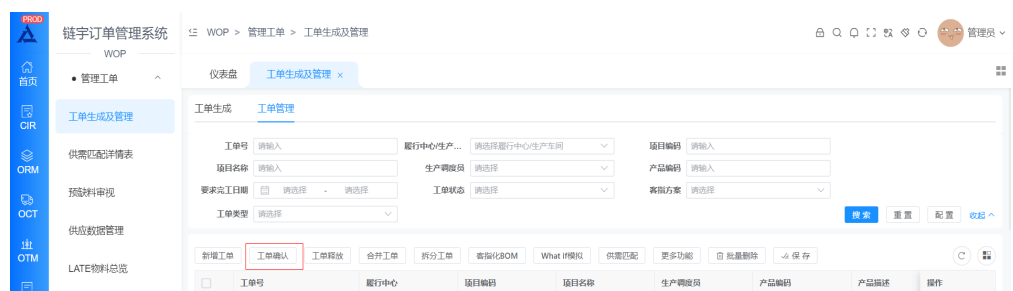 PROD
链宇订单管理系统
WOP
WOP > 管理工单 > 工单生成及管理
管理员
首页
CIR
ORM
OCT
OTM
管理工单
工单生成及管理
供需匹配详情表
预缺料审视
供应数据管理
LATE物料总览
仪表盘 工单生成及管理 ×
工单生成 工单管理
工单号 请输入 履行中心/生产... 请选择履行中心/生产车间 项目编码 请输入
项目名称 请输入 生产调度员 请选择 产品编码 请输入
要求完工日期 请选择 - 请选择 工单状态 请选择 客指方案 请选择
工单类型 请选择
搜索 重置 配置 收起
新增工单 工单确认 工单释放 合并工单 拆分工单 客指化BOM What if模拟 供需匹配 更多功能 批量删除 保存
工单号 履行中心 项目编码 项目名称 生产调度员 产品编码 产品描述 操作